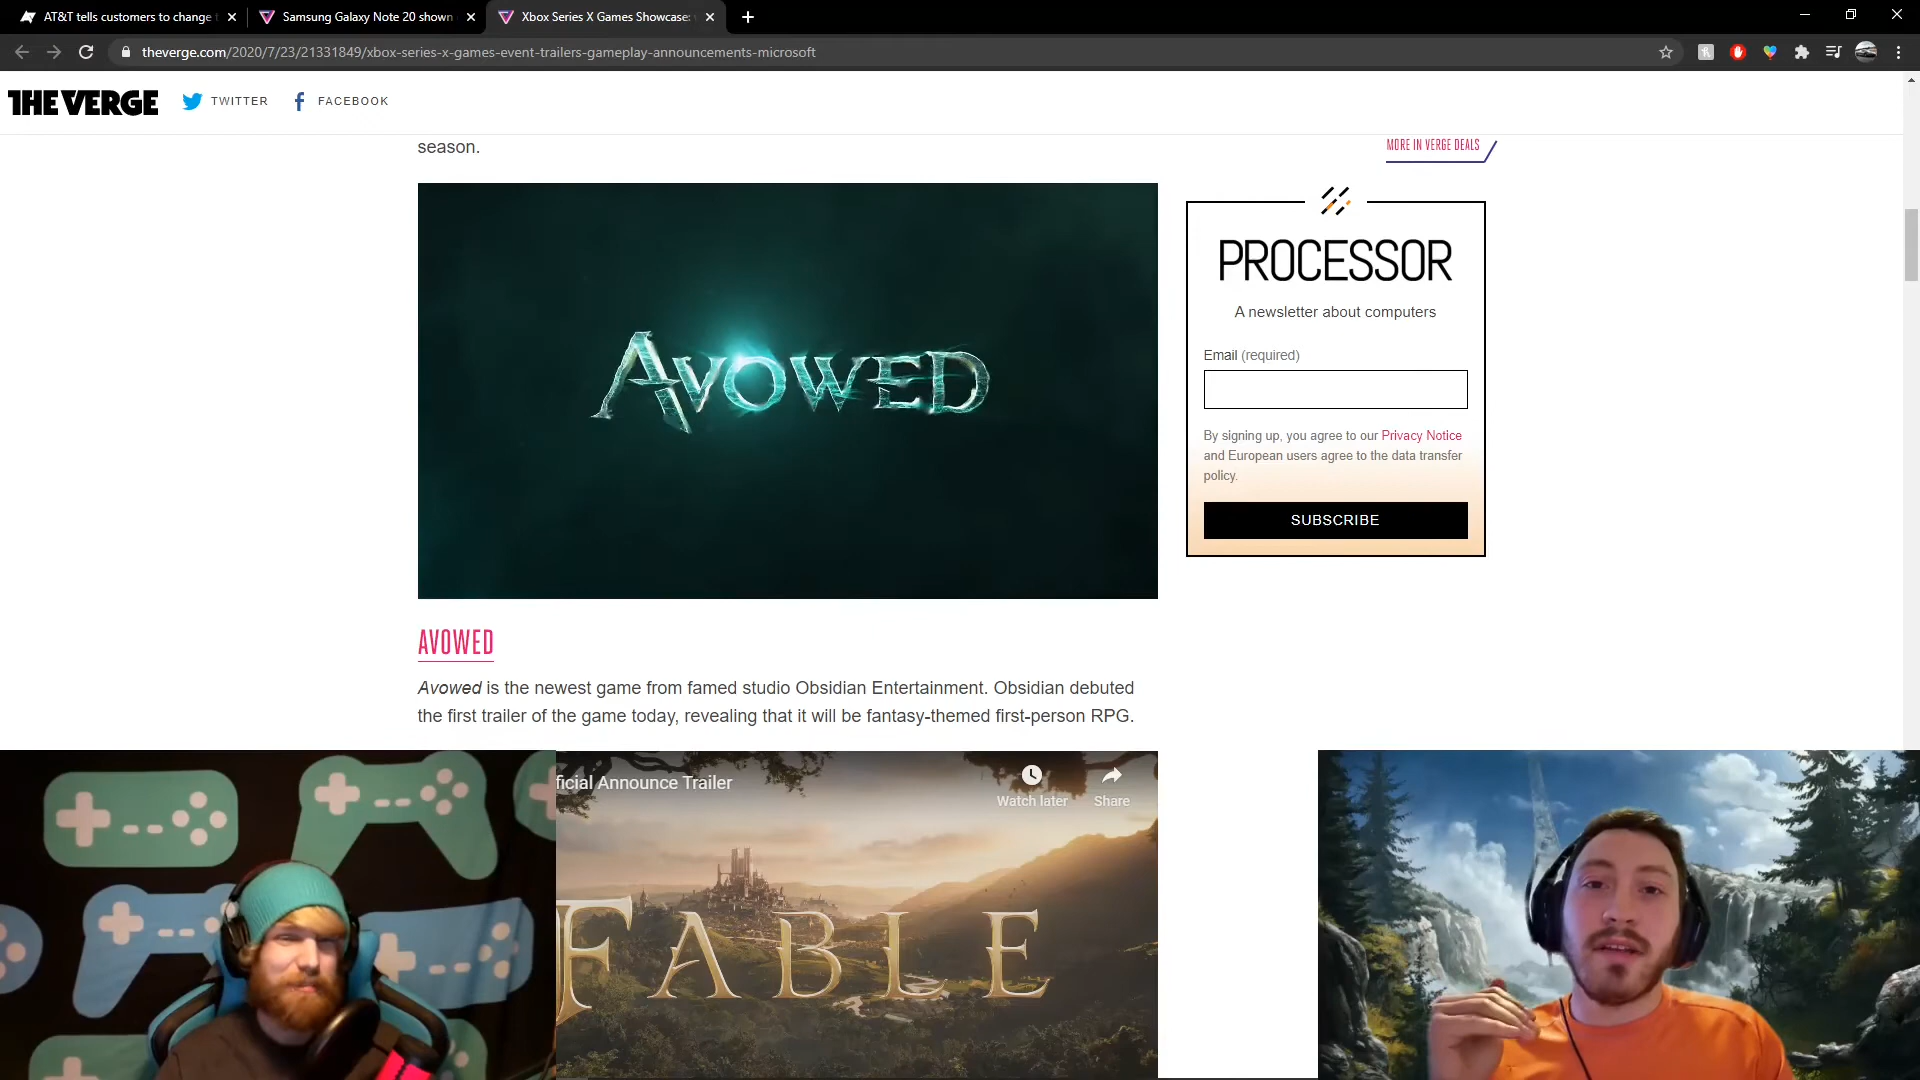 AT&T tells customers to change
Samsung Galaxy Note 20 shown
Xbox Series X Games Showcase:
theverge.com/2020/7/23/21331849/xbox-series-x-games-event-trailers-gameplay-announcements-microsoft
THE VERGE
TWITTER
FACEBOOK
season.
MORE IN VERGE DEALS
AVOWED
PROCESSOR
A newsletter about computers
Email (required)
By signing up, you agree to our Privacy Notice
and European users agree to the data transfer
policy.
SUBSCRIBE
AVOWED
Avowed is the newest game from famed studio Obsidian Entertainment. Obsidian debuted
the first trailer of the game today, revealing that it will be fantasy-themed first-person RPG.
ficial Announce Trailer
Watch later
Share
FABLE